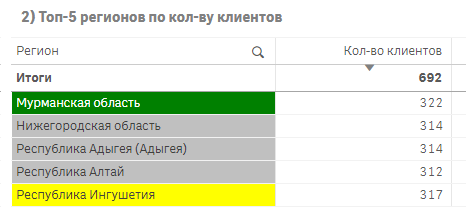 2) Топ-5 регионов по кол-ву клиентов
Регион Кол-во клиентов
Итоги 692
Мурманская область 322
Нижегородская область 314
Республика Адыгея (Адыгея) 314
Республика Алтай 312
Республика Ингушетия 317